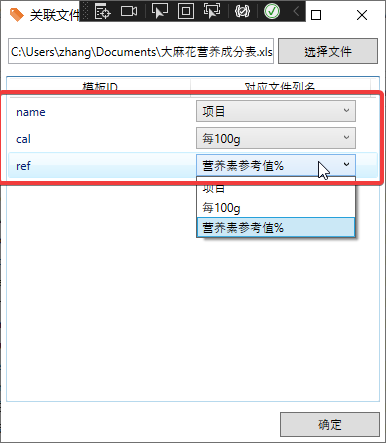 关联文件
C:\Users\zhang\Documents\大麻花营养成分表.xls
选择文件
模板ID 对应文件列名
name 项目
cal 每100g
ref 营养素参考值%
项目
每100g
营养素参考值%
确定